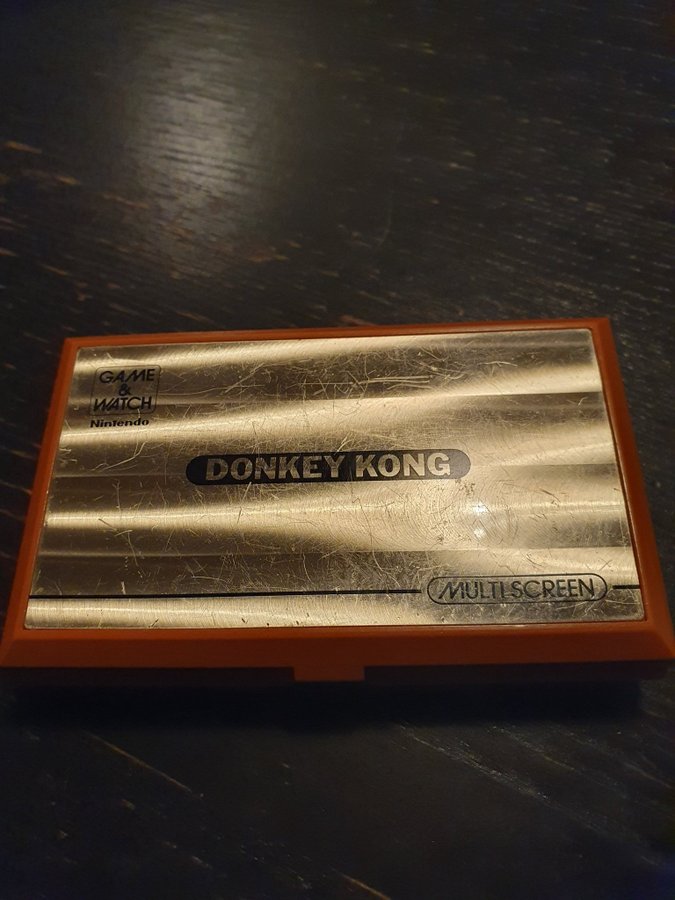 GAME
&
WATCH
Nintendo
DONKEY KONG
MULTI SCREEN